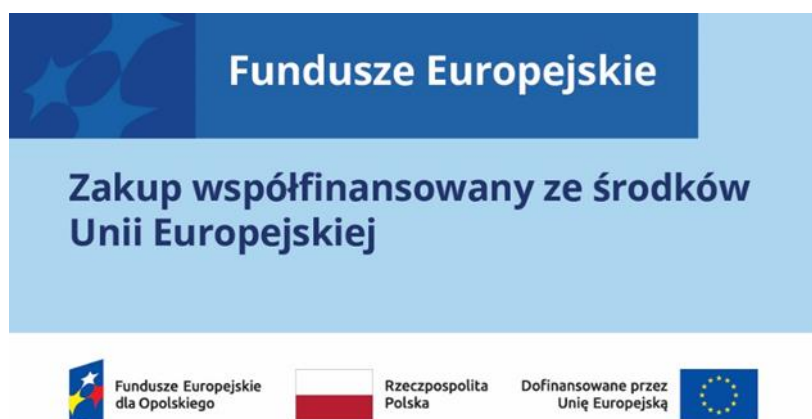 Fundusze Europejskie
Zakup współfinansowany ze środków
Unii Europejskiej
Fundusze Europejskie
dla Opolskiego
Rzeczpospolita
Polska
Dofinansowane przez
Unię Europejską